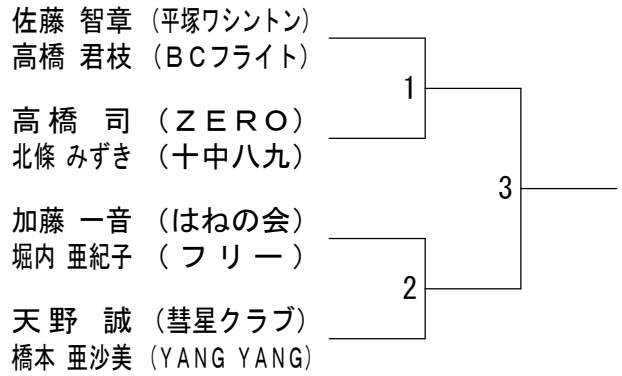 佐藤 智章 (平塚ワシントン)
高橋 君枝 (ＢＣフライト)
1
高橋 司 (ＺＥＲＯ)
北條 みずき (十中八九)
3
加藤 一音 (はねの会)
堀内 亜紀子 (フリー)
2
天野 誠 (彗星クラブ)
橋本 亜沙美 (YANG YANG)